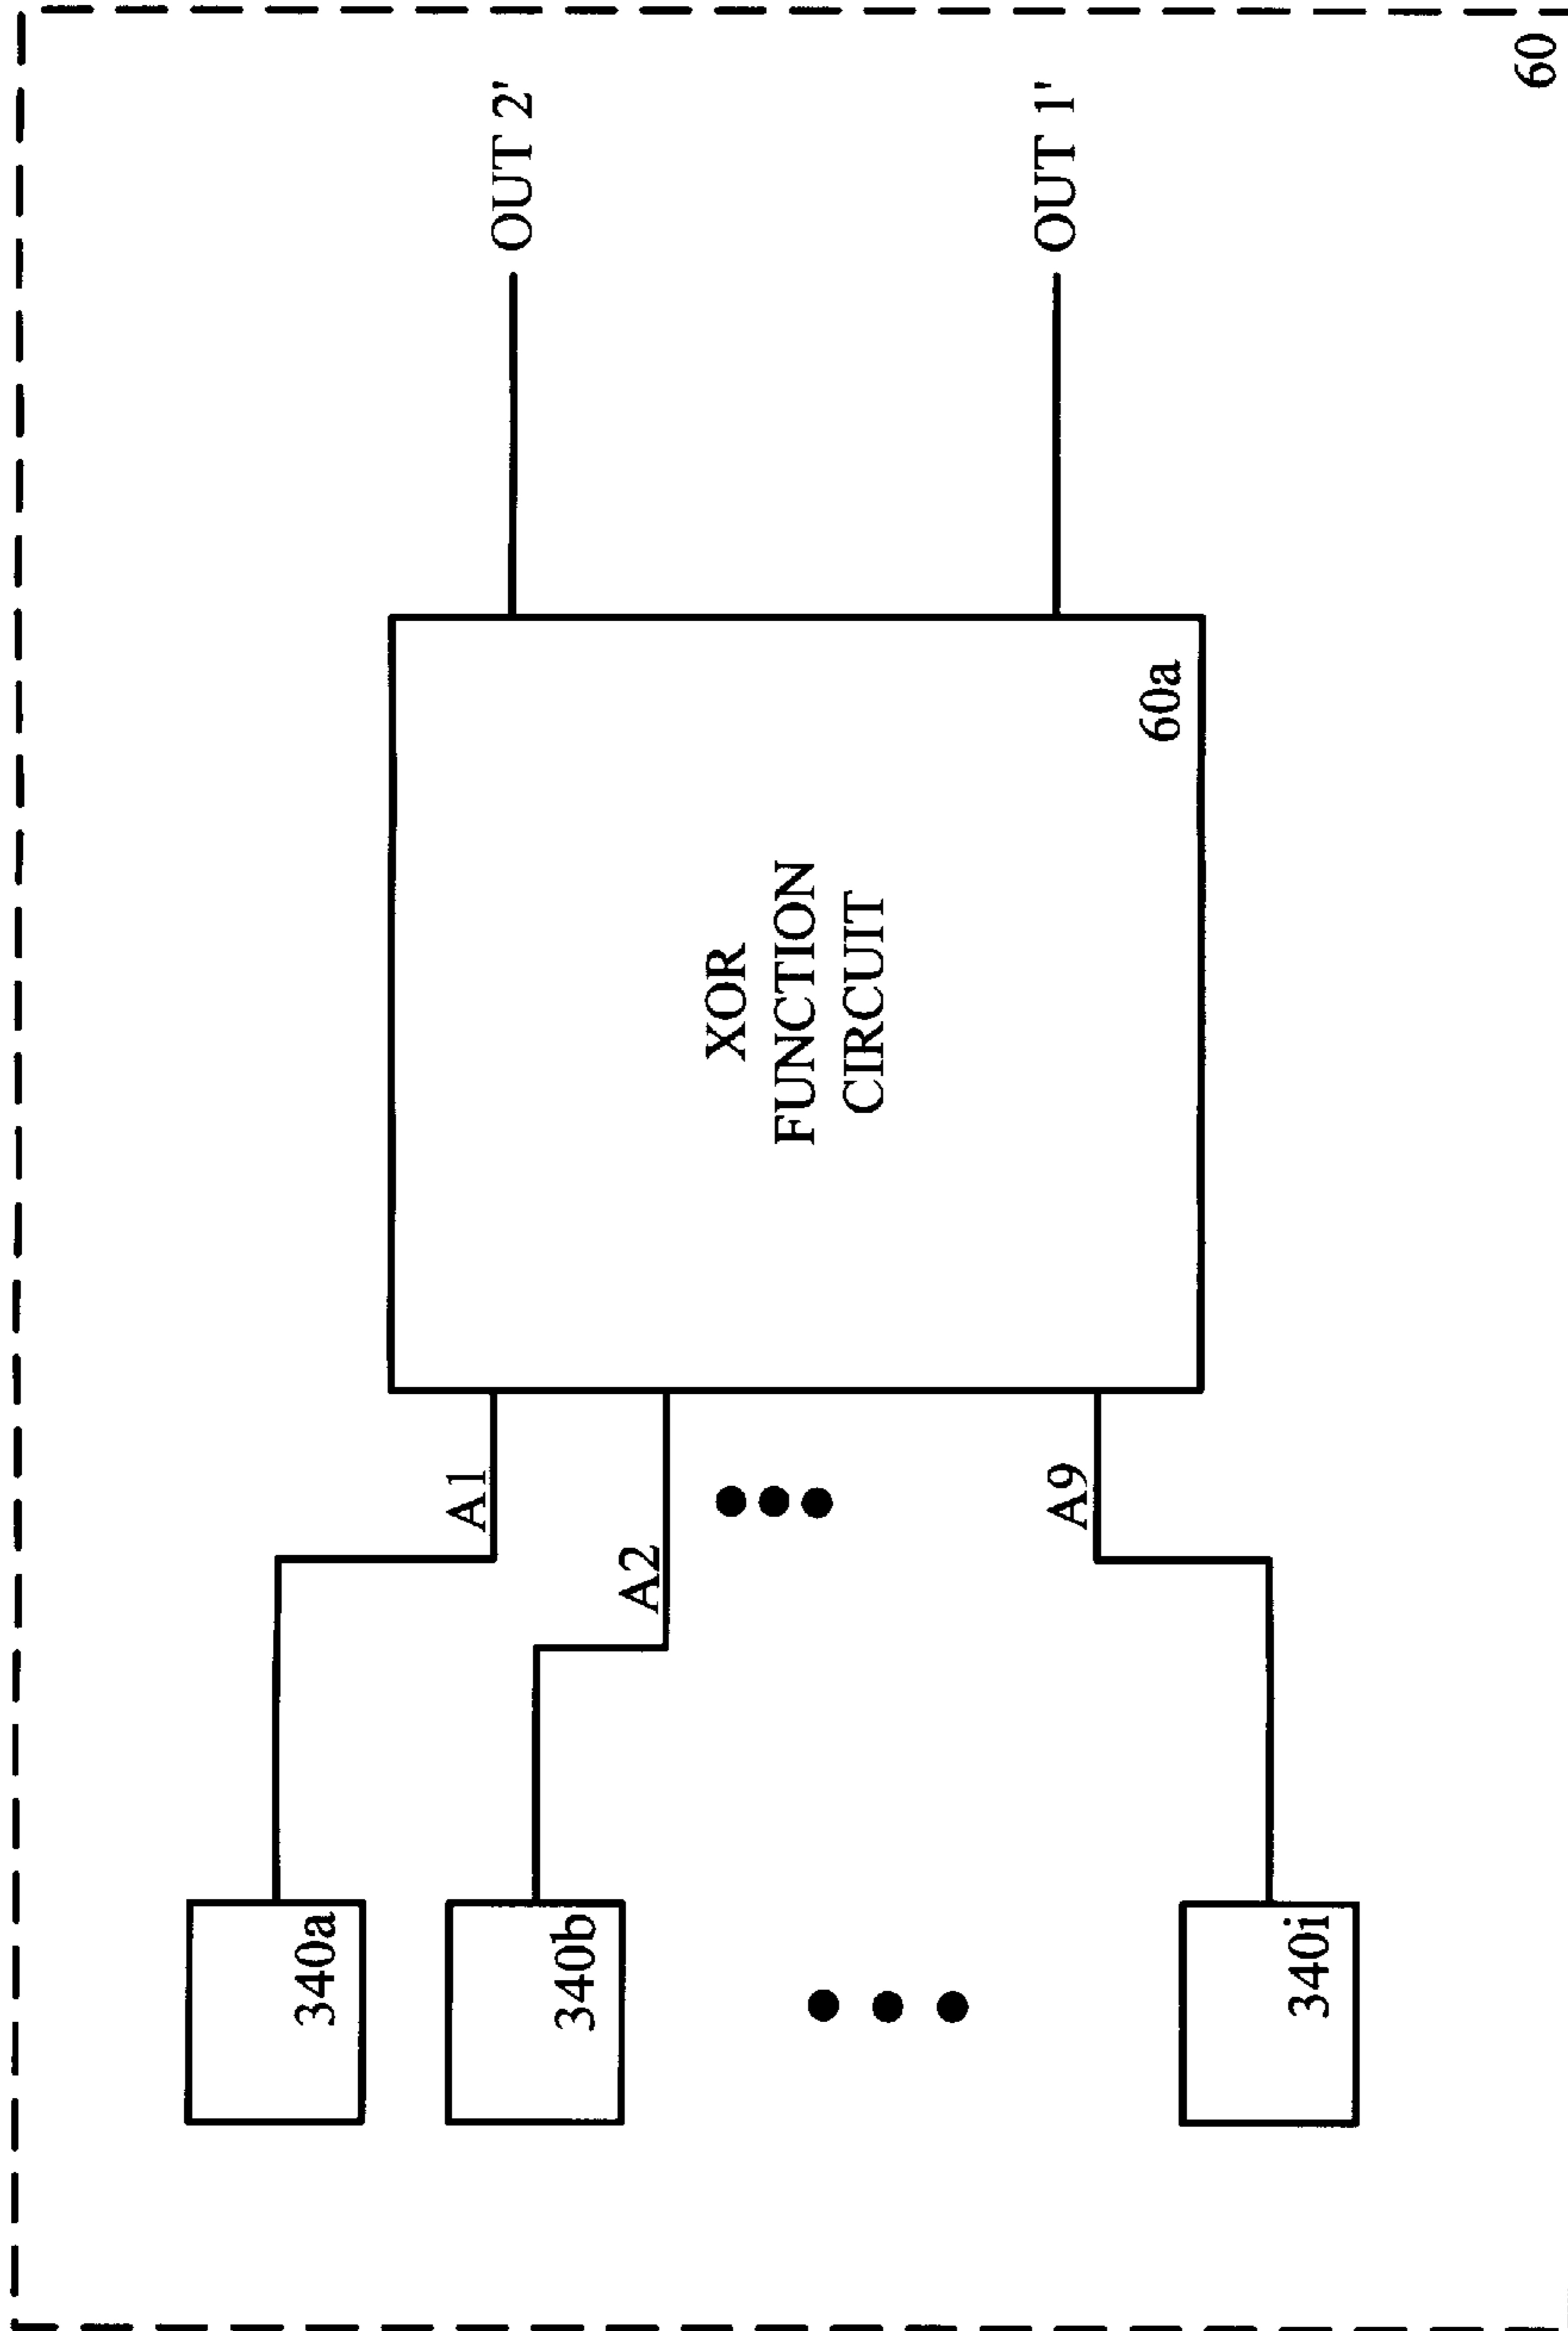 340a
340b
340i
A1
A2
A9
XOR
FUNCTION
CIRCUIT
60a
OUT 2'
OUT 1'
60